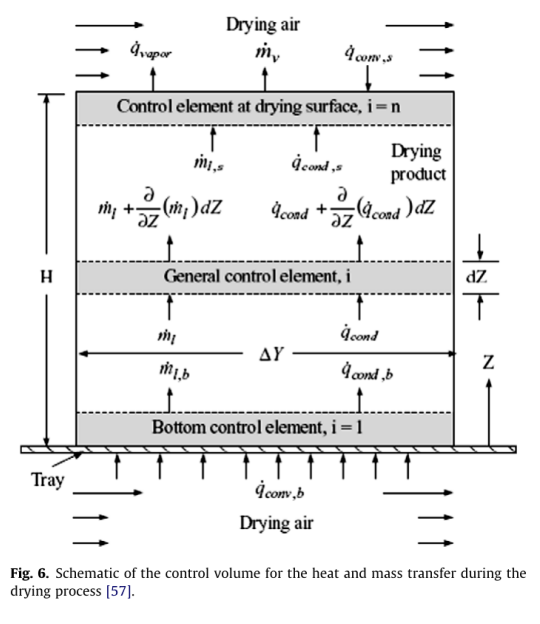 Drying air
q̇vapor ṁv q̇conv,s
Control element at drying surface, i = n
ṁl,s q̇cond,s Drying
product
ṁl + ∂/∂Z (ṁl) dZ q̇cond + ∂/∂Z (q̇cond) dZ
H General control element, i dZ
ṁl q̇cond
ΔY Z
ṁl,b q̇cond,b
Bottom control element, i = 1
Tray
q̇conv,b
Drying air
Fig. 6. Schematic of the control volume for the heat and mass transfer during the
drying process [57].